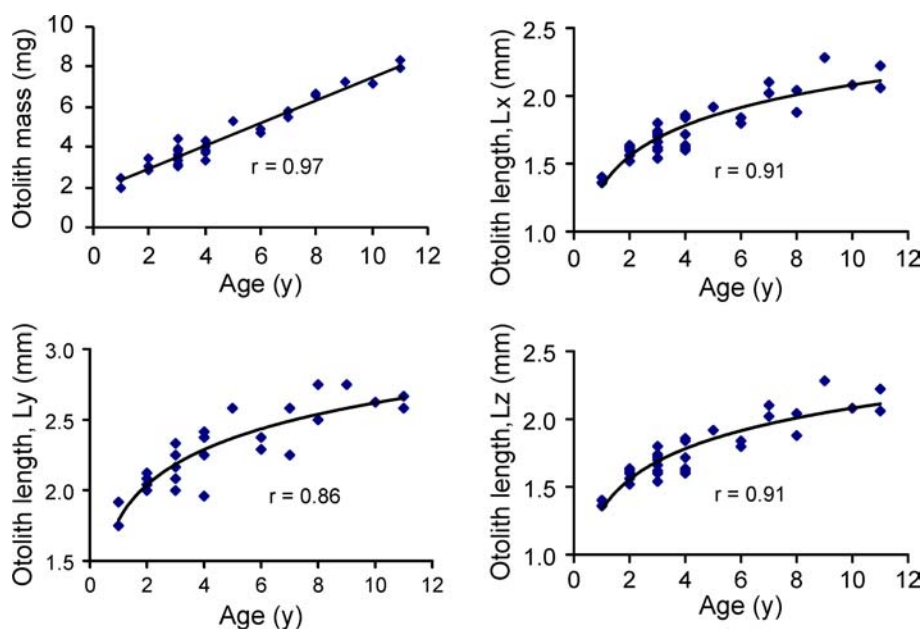 Otolith mass (mg)
10
8
6
4
2
0
0 2 4 6 8 10 12
r = 0.97
Age (y)
Otolith length, Lx (mm)
2.5
2.0
1.5
1.0
0 2 4 6 8 10 12
r = 0.91
Age (y)
Otolith length, Ly (mm)
3.0
2.5
2.0
1.5
0 2 4 6 8 10 12
r = 0.86
Age (y)
Otolith length, Lz (mm)
2.5
2.0
1.5
1.0
0 2 4 6 8 10 12
r = 0.91
Age (y)